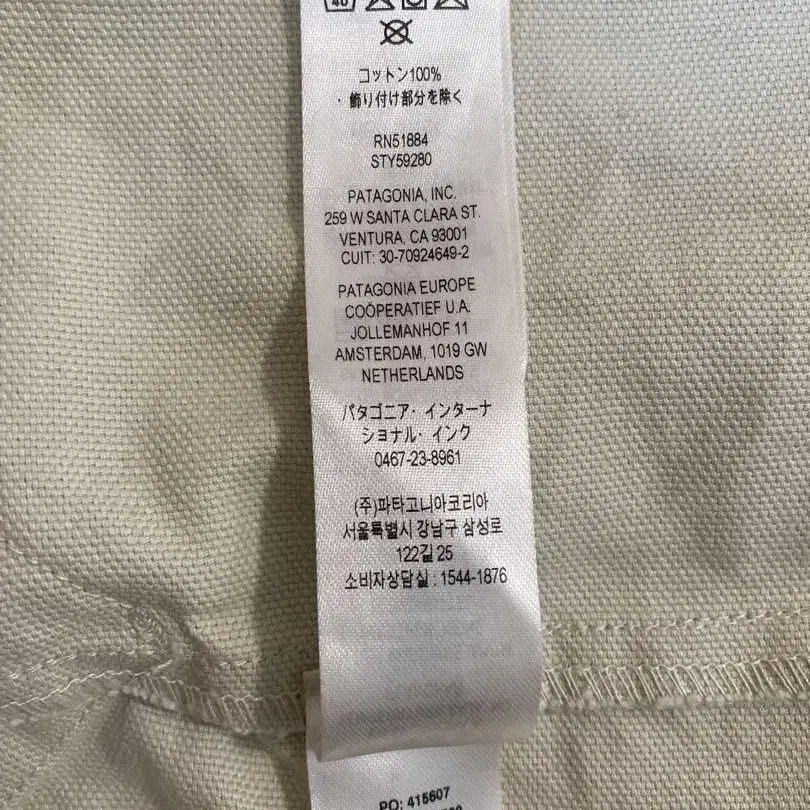 40
コットン100%
・飾り付け部分を除く
RN51884
STY59280
PATAGONIA, INC.
259 W SANTA CLARA ST.
VENTURA, CA 93001
CUIT: 30-70924649-2
PATAGONIA EUROPE
COÖPERATIEF U.A.
JOLLEMANHOF 11
AMSTERDAM, 1019 GW
NETHERLANDS
パタゴニア・インターナ
ショナル・インク
0467-23-8961
(주)파타고니아코리아
서울특별시 강남구 삼성로
122길 25
소비자상담실 : 1544-1876
PO: 415607